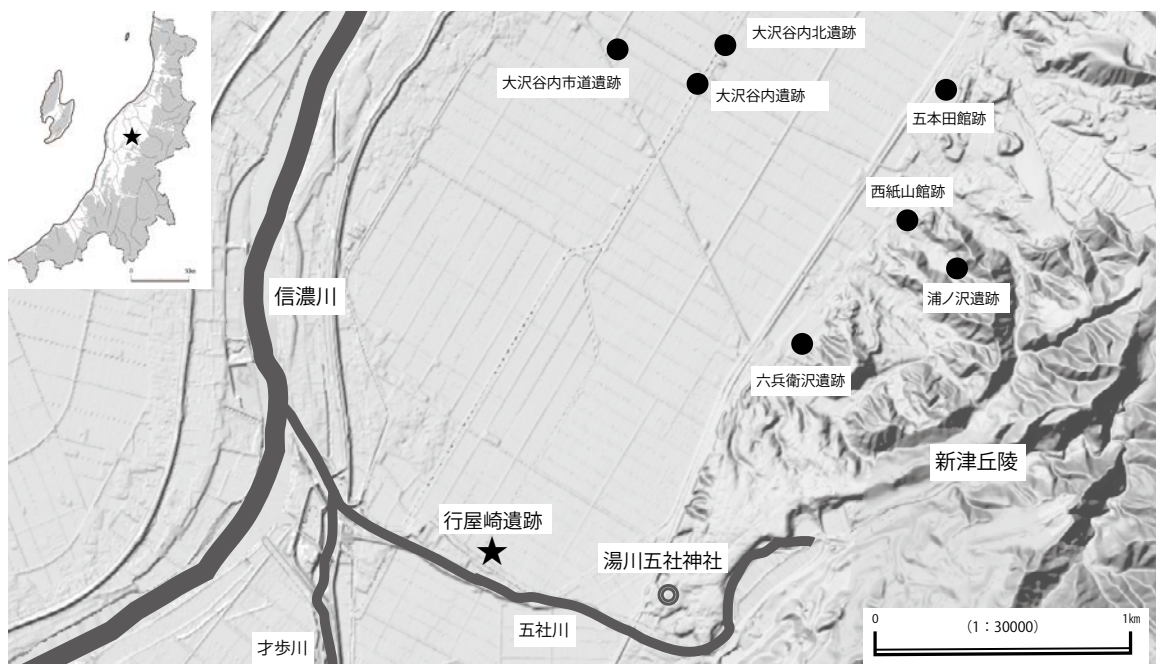 大沢谷内北遺跡
大沢谷内市道遺跡
大沢谷内遺跡
五本田館跡
西紙山館跡
0
50km
信濃川
浦ノ沢遺跡
六兵衛沢遺跡
新津丘陵
行屋崎遺跡
湯川五社神社
五社川
才歩川
0
(1：30000)
1km